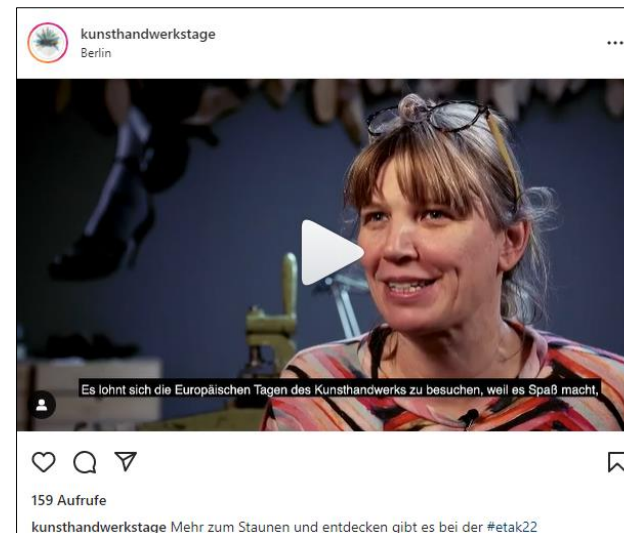 kunsthandwerkstage
Berlin
Es lohnt sich die Europäischen Tagen des Kunsthandwerks zu besuchen, weil es Spaß macht,
159 Aufrufe
kunsthandwerkstage Mehr zum Staunen und entdecken gibt es bei der #etak22